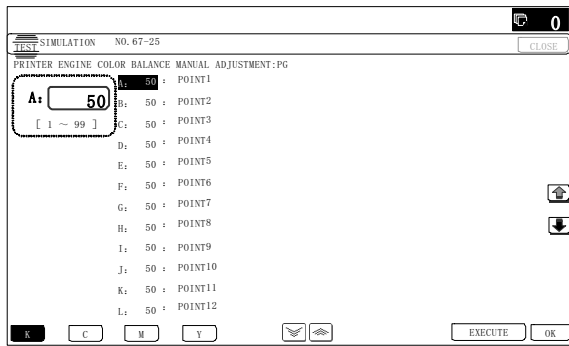 0
TEST SIMULATION NO. 67-25
CLOSE
PRINTER ENGINE COLOR BALANCE MANUAL ADJUSTMENT:PG
A: 50
[ 1 ~ 99 ]
A: 50 : POINT1
B: 50 : POINT2
C: 50 : POINT3
D: 50 : POINT4
E: 50 : POINT5
F: 50 : POINT6
G: 50 : POINT7
H: 50 : POINT8
I: 50 : POINT9
J: 50 : POINT10
K: 50 : POINT11
L: 50 : POINT12
K C M Y EXECUTE OK